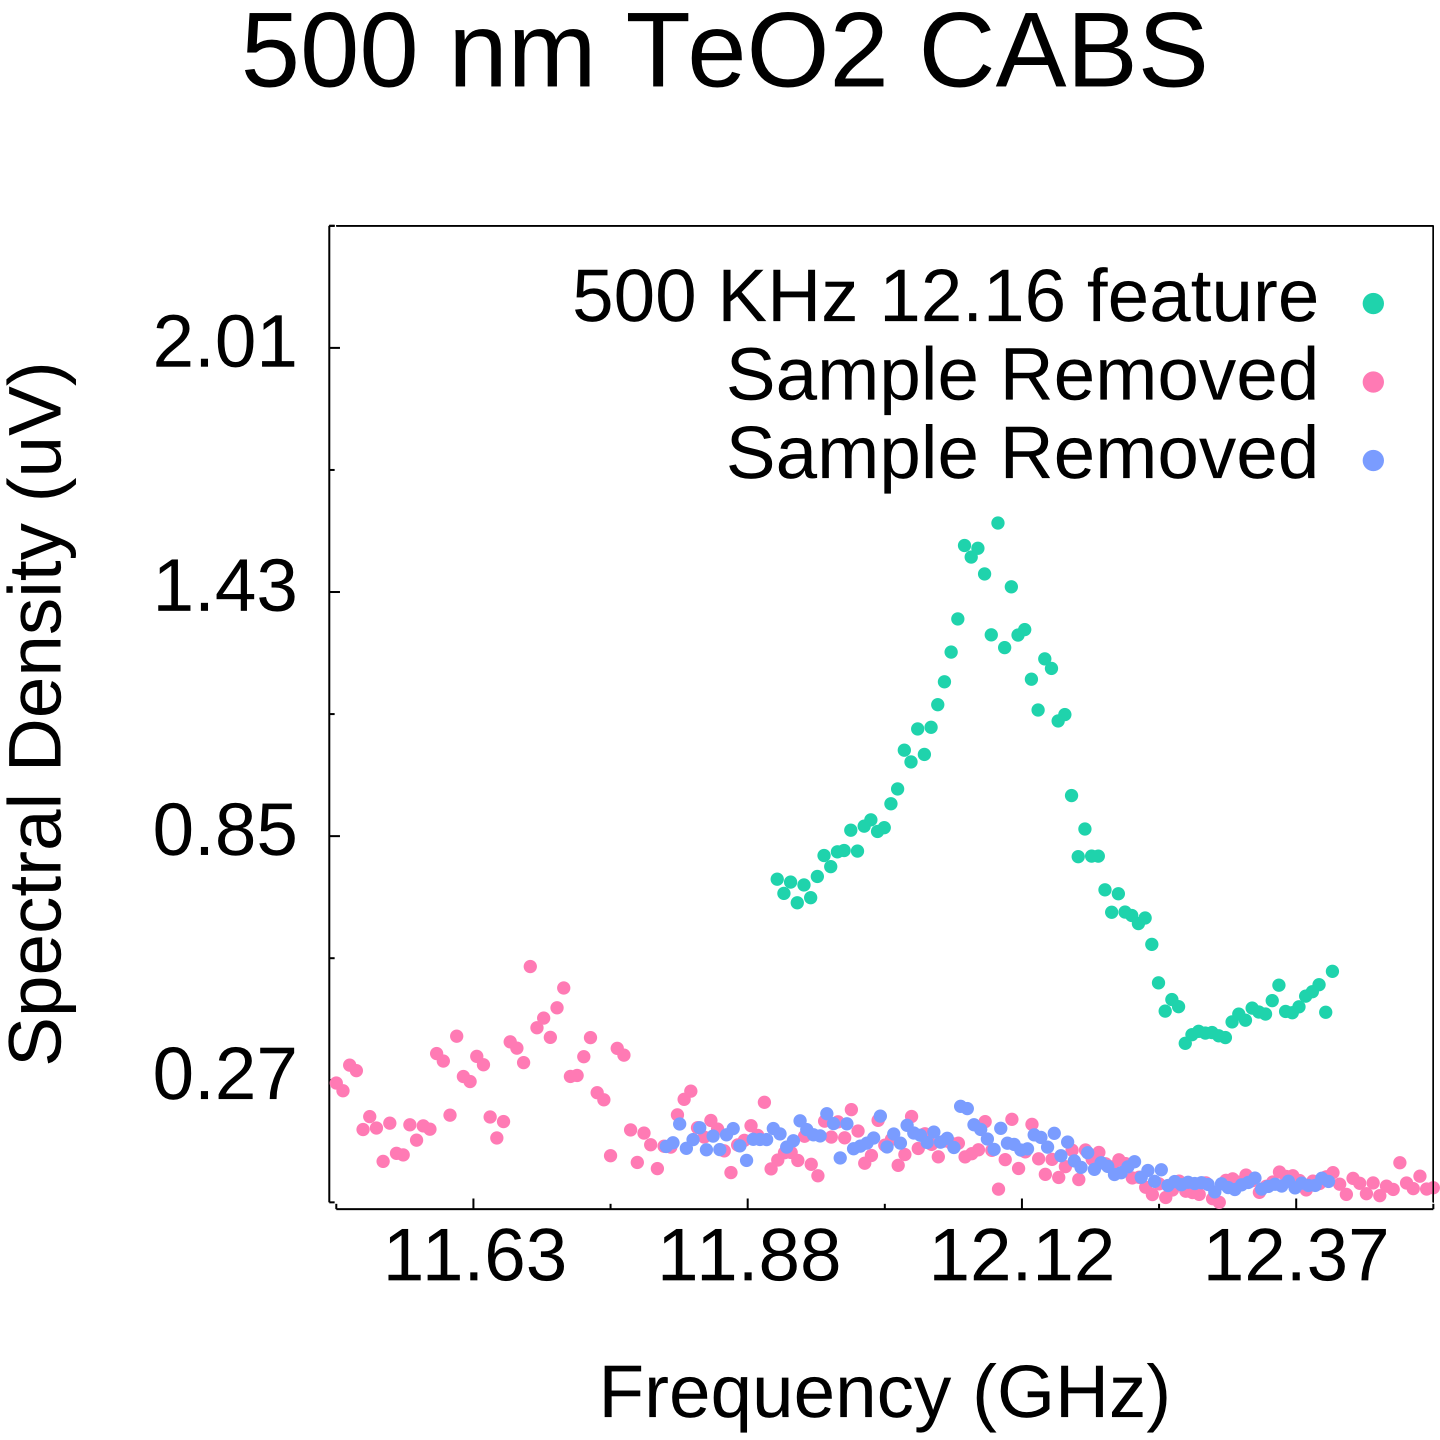 500 nm TeO2 CABS
500 KHz 12.16 feature
Sample Removed
Sample Removed
Spectral Density (uV)
2.01
1.43
0.85
0.27
11.63 11.88 12.12 12.37
Frequency (GHz)